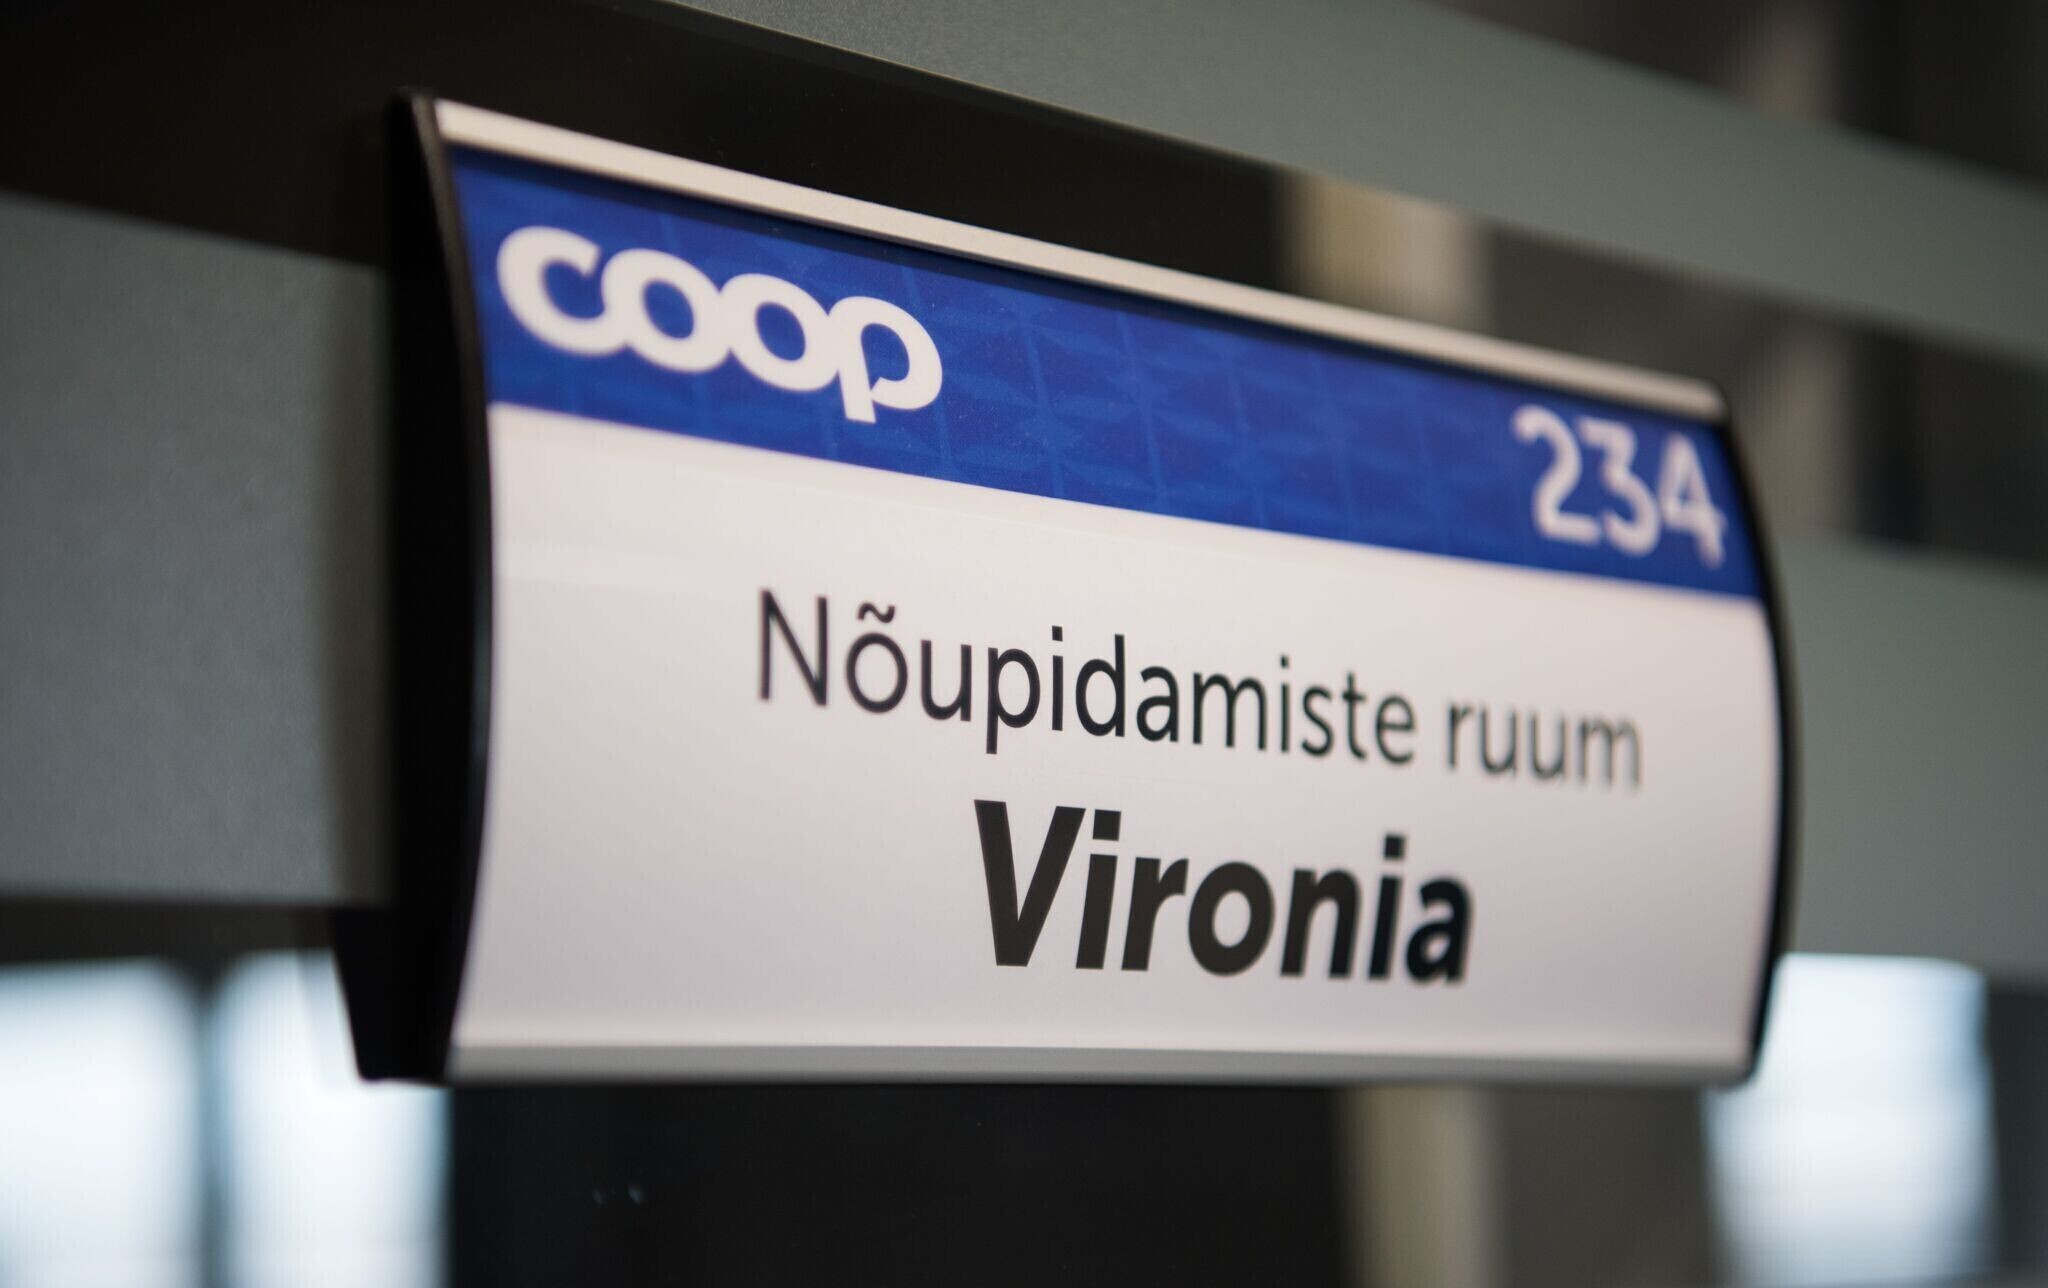 coop
234
Nõupidamiste ruum
Vironia